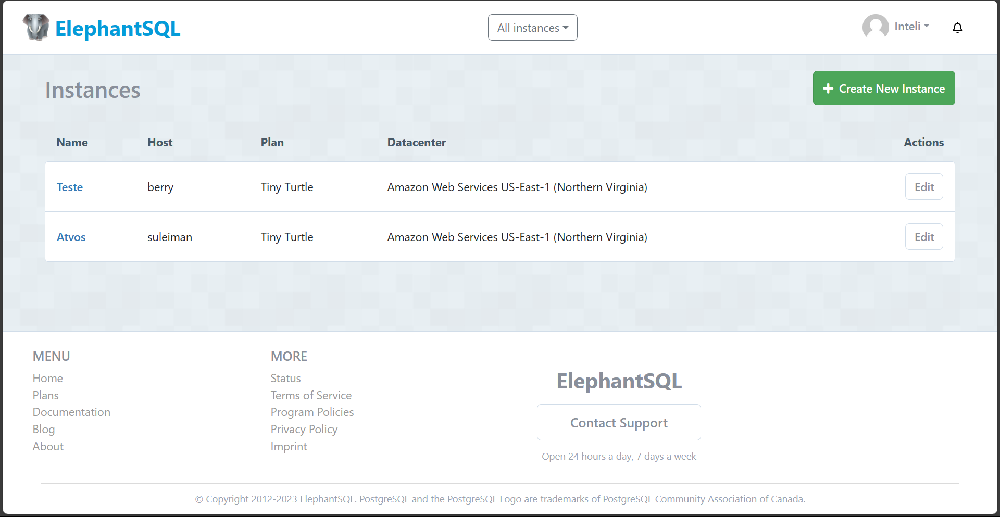 ElephantSQL
All instances
Inteli
Instances
Create New Instance
Name Host Plan Datacenter Actions
Teste berry Tiny Turtle Amazon Web Services US-East-1 (Northern Virginia) Edit
Atvos suleiman Tiny Turtle Amazon Web Services US-East-1 (Northern Virginia) Edit
MENU
Home
Plans
Documentation
Blog
About
MORE
Status
Terms of Service
Program Policies
Privacy Policy
Imprint
ElephantSQL
Contact Support
Open 24 hours a day, 7 days a week
© Copyright 2012-2023 ElephantSQL. PostgreSQL and the PostgreSQL Logo are trademarks of PostgreSQL Community Association of Canada.